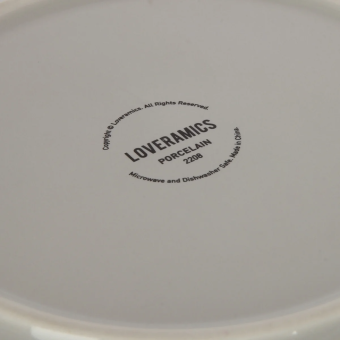 Copyright © Loveramics. All Rights Reserved.
LOVERAMICS
PORCELAIN
2208
Microwave and Dishwasher Safe. Made in China